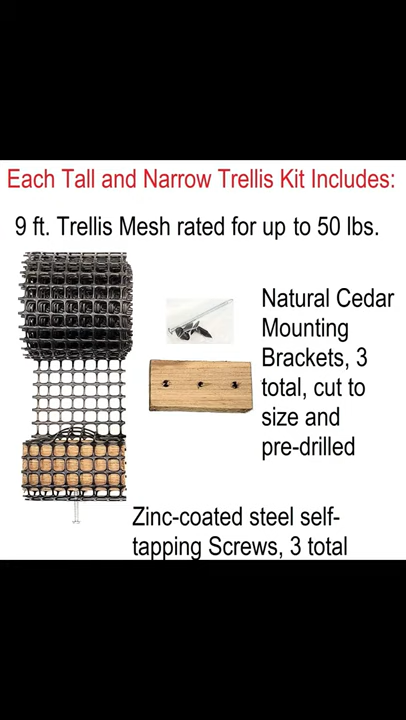 Each Tall and Narrow Trellis Kit Includes:
9 ft. Trellis Mesh rated for up to 50 lbs.
Natural Cedar
Mounting
Brackets, 3
total, cut to
size and
pre-drilled
Zinc-coated steel self-
tapping Screws, 3 total